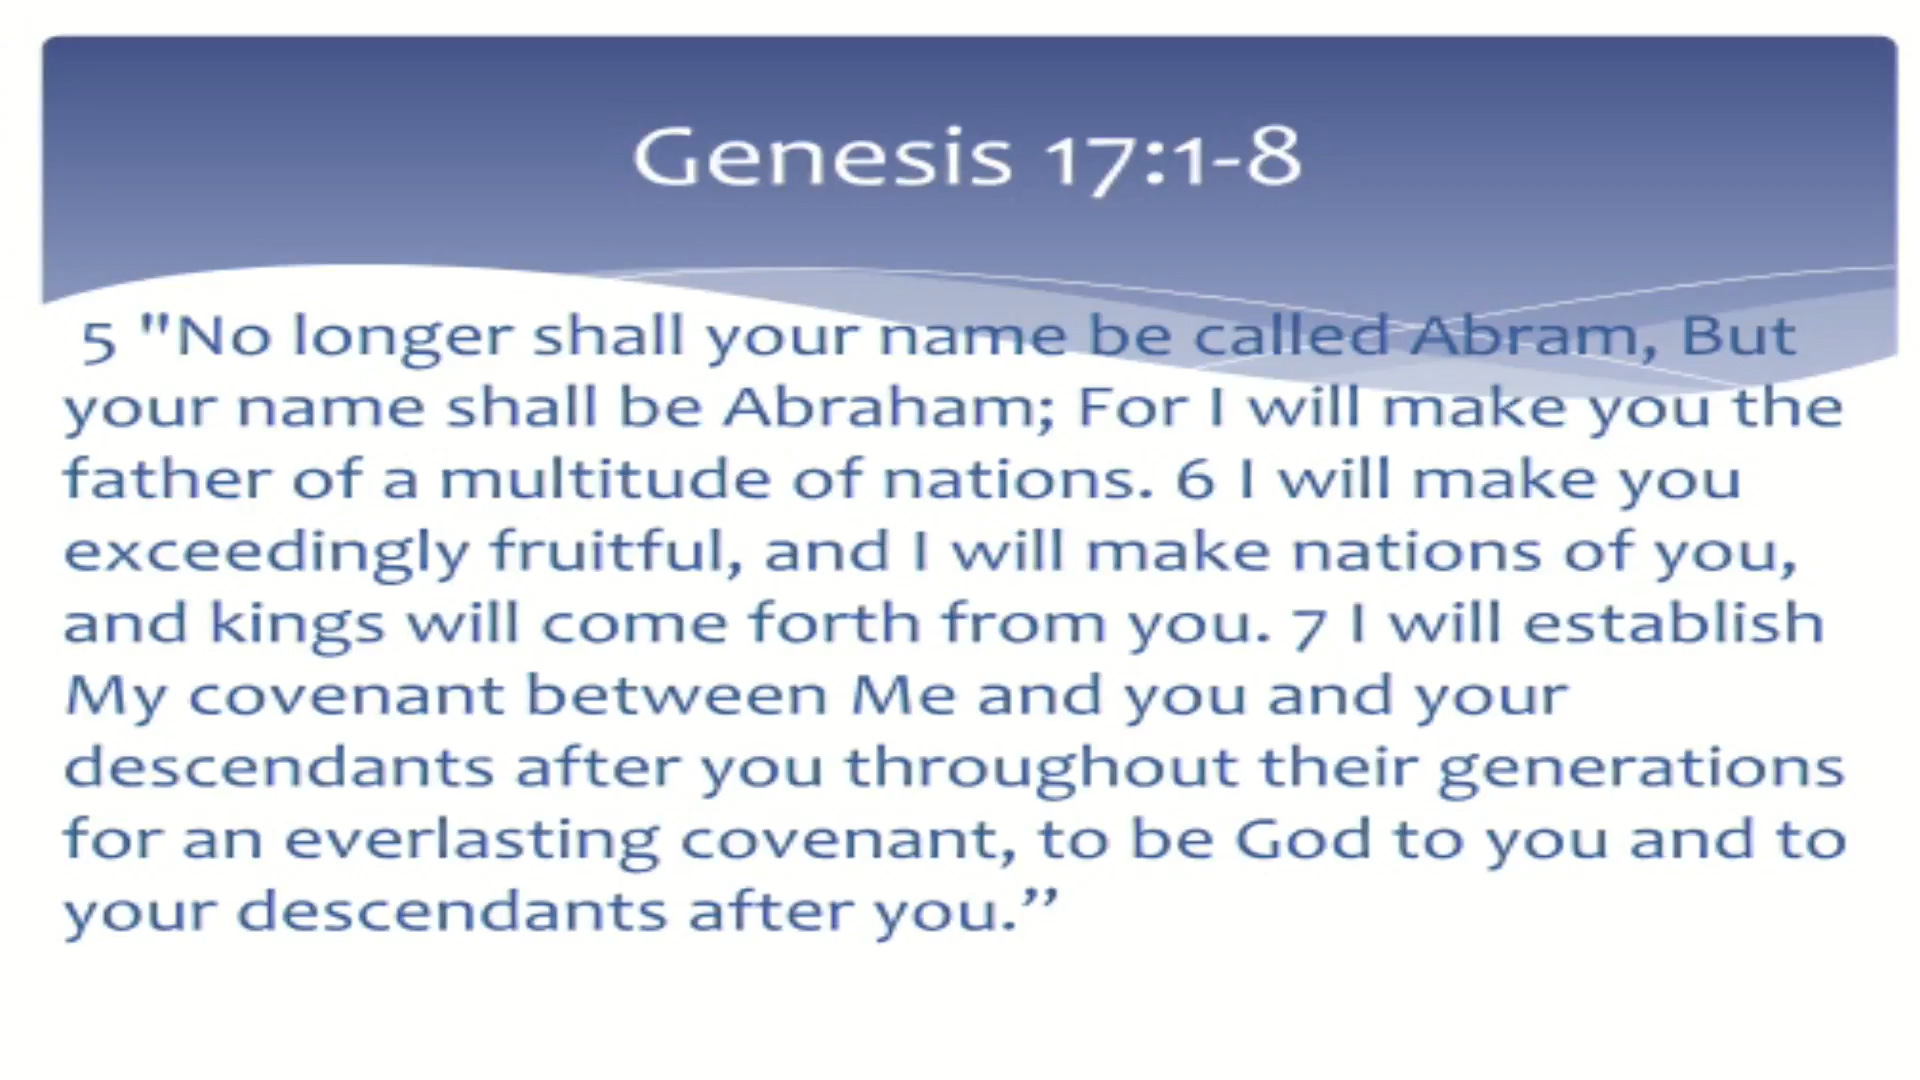 Genesis 17:1-8
5 "No longer shall your name be called Abram, But
your name shall be Abraham; For I will make you the
father of a multitude of nations. 6 I will make you
exceedingly fruitful, and I will make nations of you,
and kings will come forth from you. 7 I will establish
My covenant between Me and you and your
descendants after you throughout their generations
for an everlasting covenant, to be God to you and to
your descendants after you.”